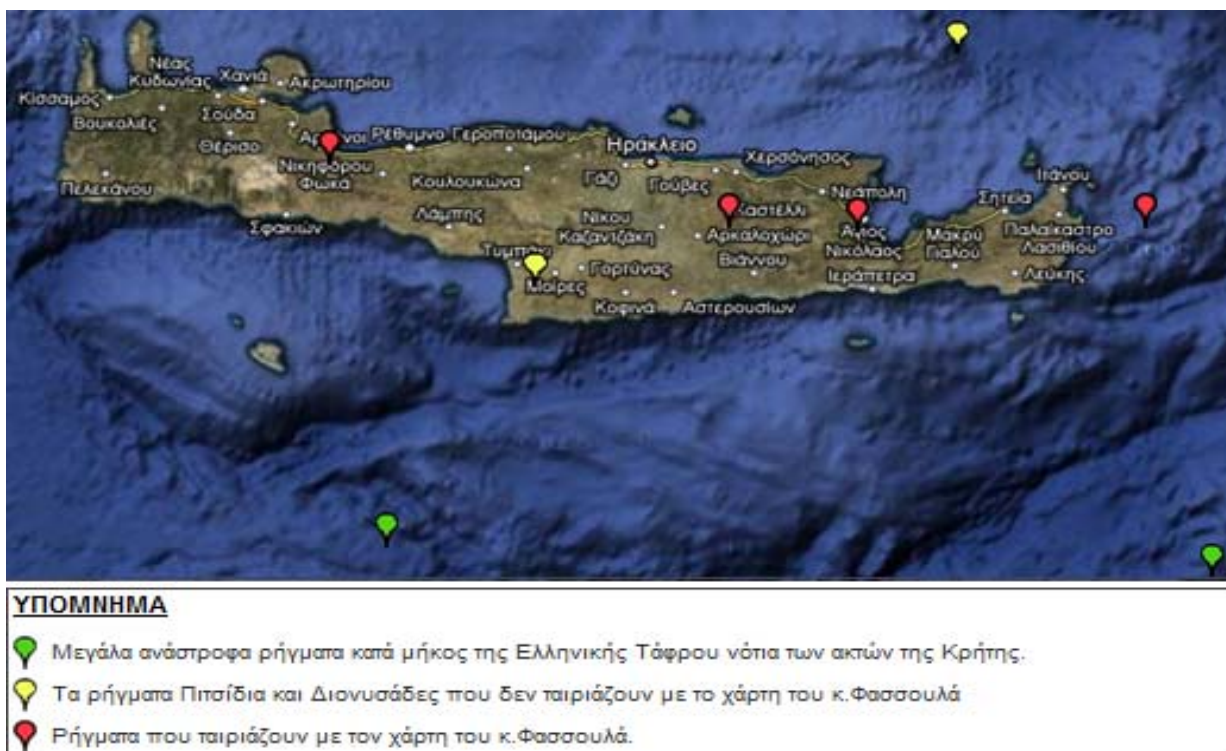 Νέας
Κυδωνίας
Χανιά
Ακρωτηρίου
Κίσσαμος
Βουκολιές
Σούδα
Θέρισο
Ρέθυμνο
Γεροποτάμου
Ηράκλειο
Χερσόνησος
Νικηφόρου
Φωκά
Κουλουκώνα
Γάζι
Γούβες
Νεάπολη
Σητεία
Ιτάνου
Πελεκάνου
Σφακιών
Λάμπης
Νίκου
Καζαντζάκη
Καστέλλι
Αρκαλοχώρι
Βιάννου
Άγιος
Νικόλαος
Μακρύ
Γιαλού
Παλαίκαστρο
Λασιθίου
Τυμπάκι
Μοίρες
Γόρτυνας
Ιεράπετρα
Λεύκης
Κόφινα
Αστερουσίων
ΥΠΟΜΝΗΜΑ
Μεγάλα ανάστροφα ρήγματα κατά μήκος της Ελληνικής Τάφρου νότια των ακτών της Κρήτης.
Τα ρήγματα Πιτσίδια και Διονυσάδες που δεν ταιριάζουν με το χάρτη του κ.Φασσουλά
Ρήγματα που ταιριάζουν με τον χάρτη του κ.Φασσουλά.